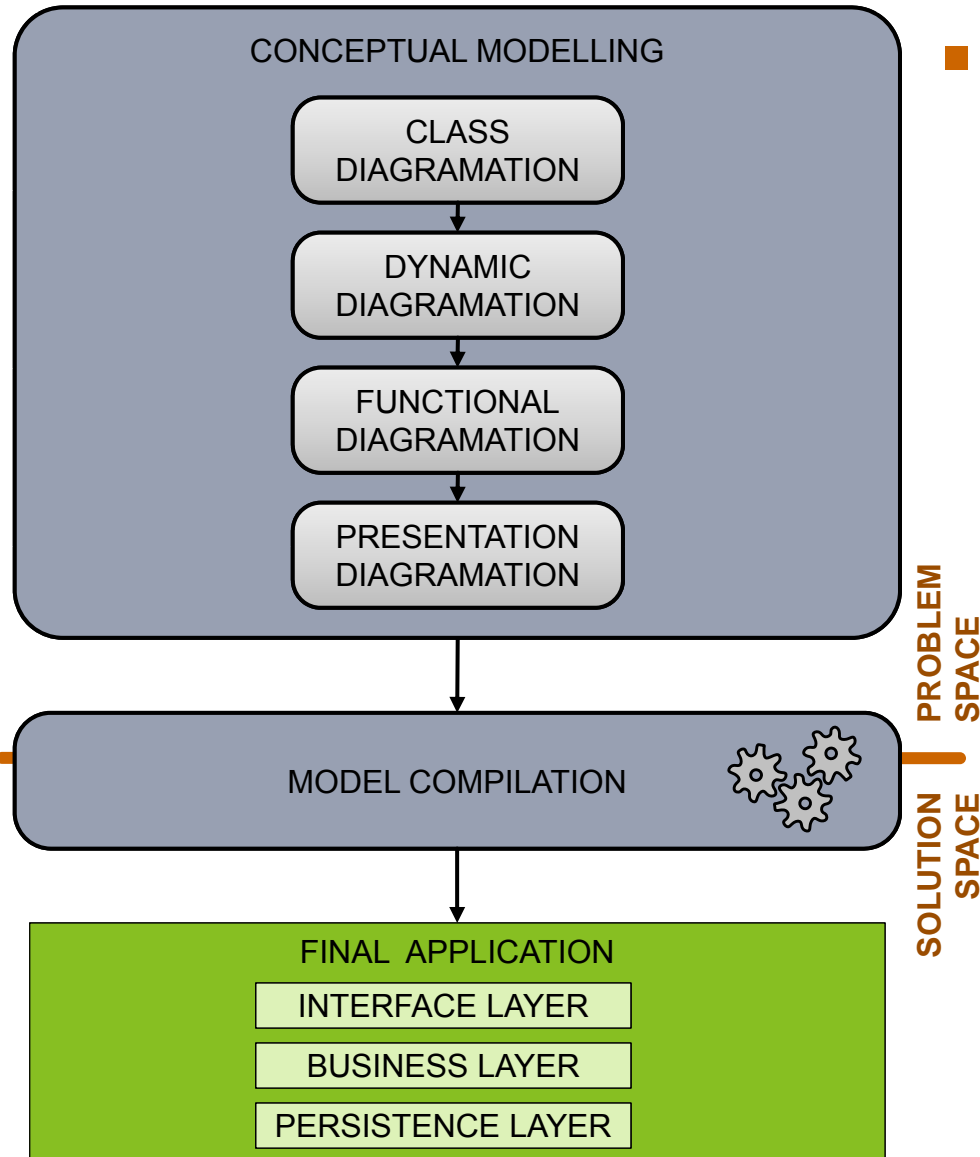 CONCEPTUAL MODELLING
CLASS
DIAGRAMATION
DYNAMIC
DIAGRAMATION
FUNCTIONAL
DIAGRAMATION
PRESENTATION
DIAGRAMATION
PROBLEM
SPACE
MODEL COMPILATION
SOLUTION
SPACE
FINAL APPLICATION
INTERFACE LAYER
BUSINESS LAYER
PERSISTENCE LAYER